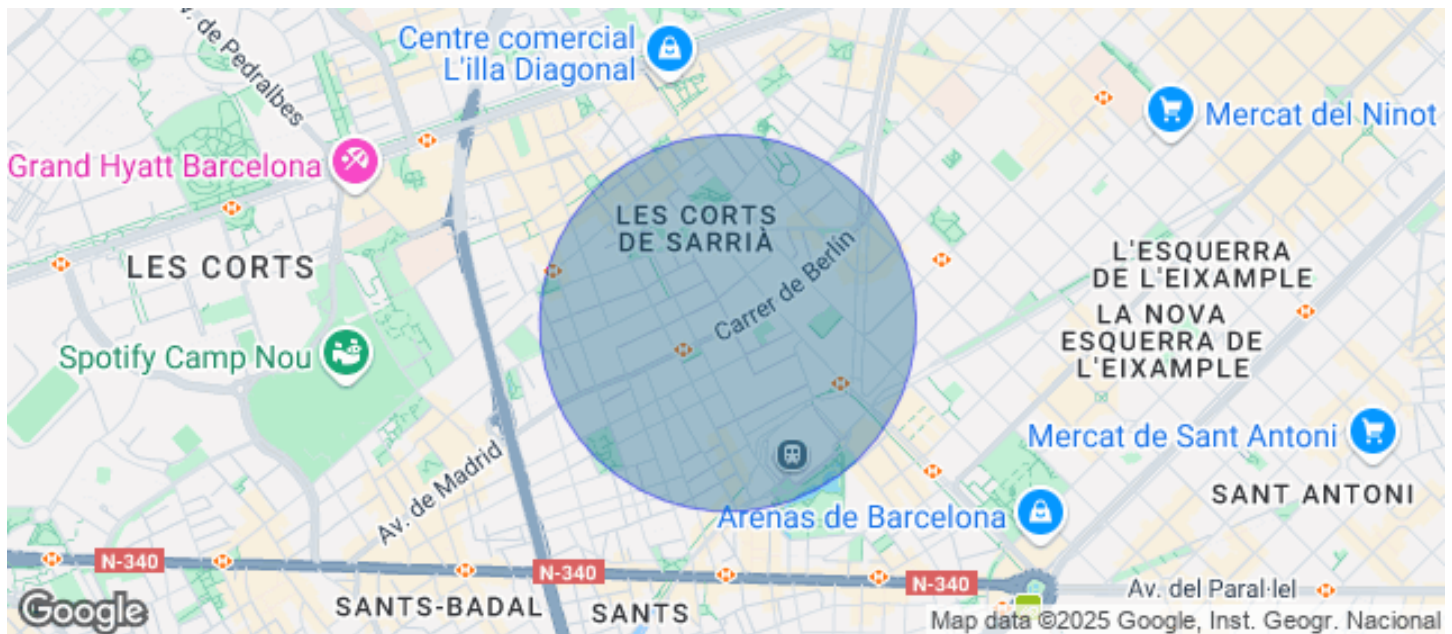 Av. de Pedralbes
Centre comercial
L'illa Diagonal
Mercat del Ninot
Grand Hyatt Barcelona
LES CORTS
DE SARRIÀ
LES CORTS
Carrer de Berlín
L'ESQUERRA
DE L'EIXAMPLE
LA NOVA
ESQUERRA DE
L'EIXAMPLE
Spotify Camp Nou
Mercat de Sant Antoni
Av. de Madrid
SANT ANTONI
Arenas de Barcelona
N-340
N-340
N-340
Av. del Paral·lel
SANTS-BADAL
SANTS
Google
Map data ©2025 Google, Inst. Geogr. Nacional